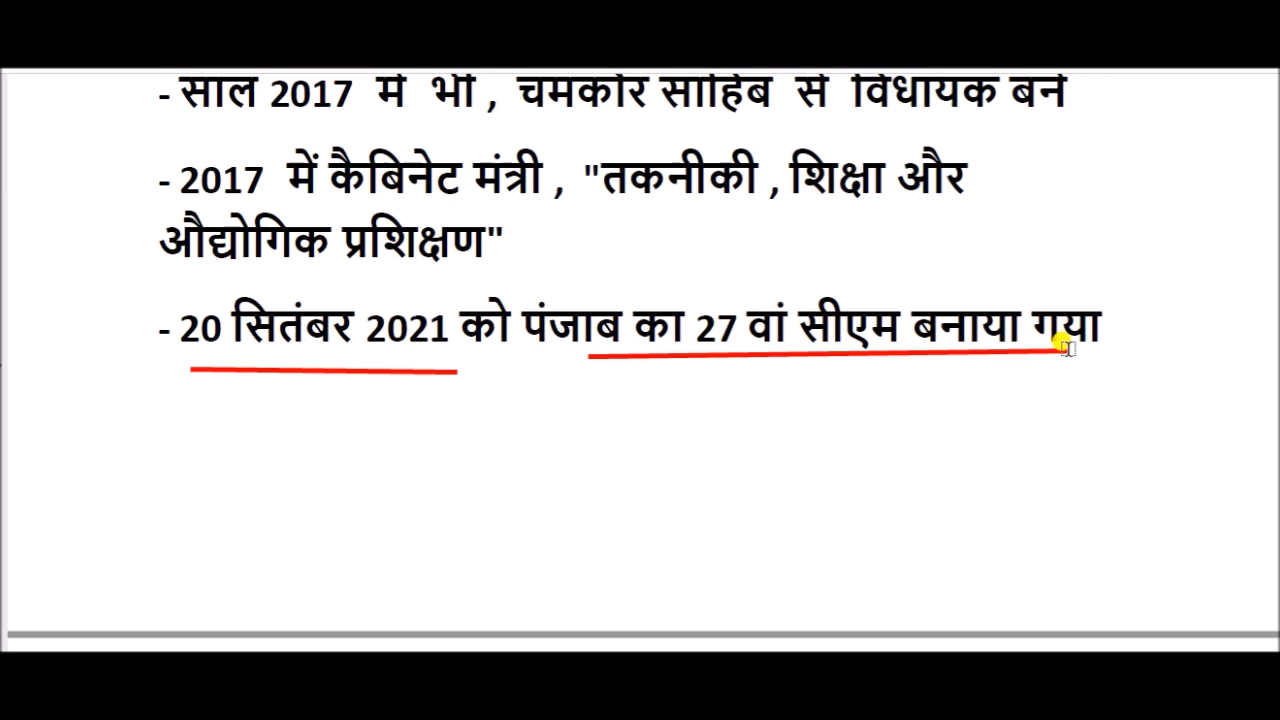 - साल 2017 में भी , चमकौर साहिब से विधायक बने
- 2017 में कैबिनेट मंत्री , "तकनीकी , शिक्षा और
औद्योगिक प्रशिक्षण"
- 20 सितंबर 2021 को पंजाब का 27 वां सीएम बनाया गया